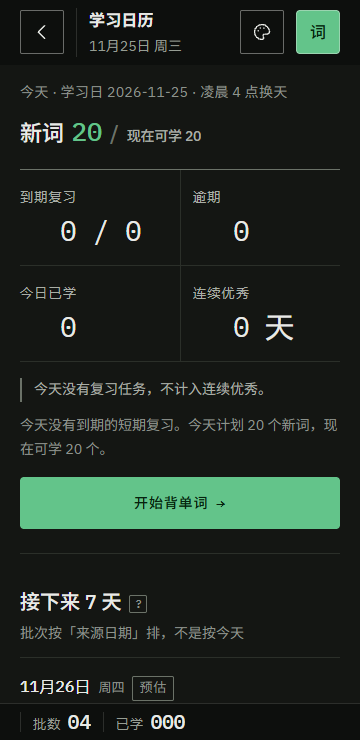 学习日历
11月25日 周三
词
今天 · 学习日 2026-11-25 · 凌晨 4 点换天
新词 20 / 现在可学 20
到期复习
0 / 0
逾期
0
今日已学
0
连续优秀
0 天
今天没有复习任务，不计入连续优秀。
今天没有到期的短期复习。今天计划 20 个新词，现
在可学 20 个。
开始背单词 →
接下来 7 天 ?
批次按「来源日期」排，不是按今天
11月26日 周四 预估
批数 04 已学 000